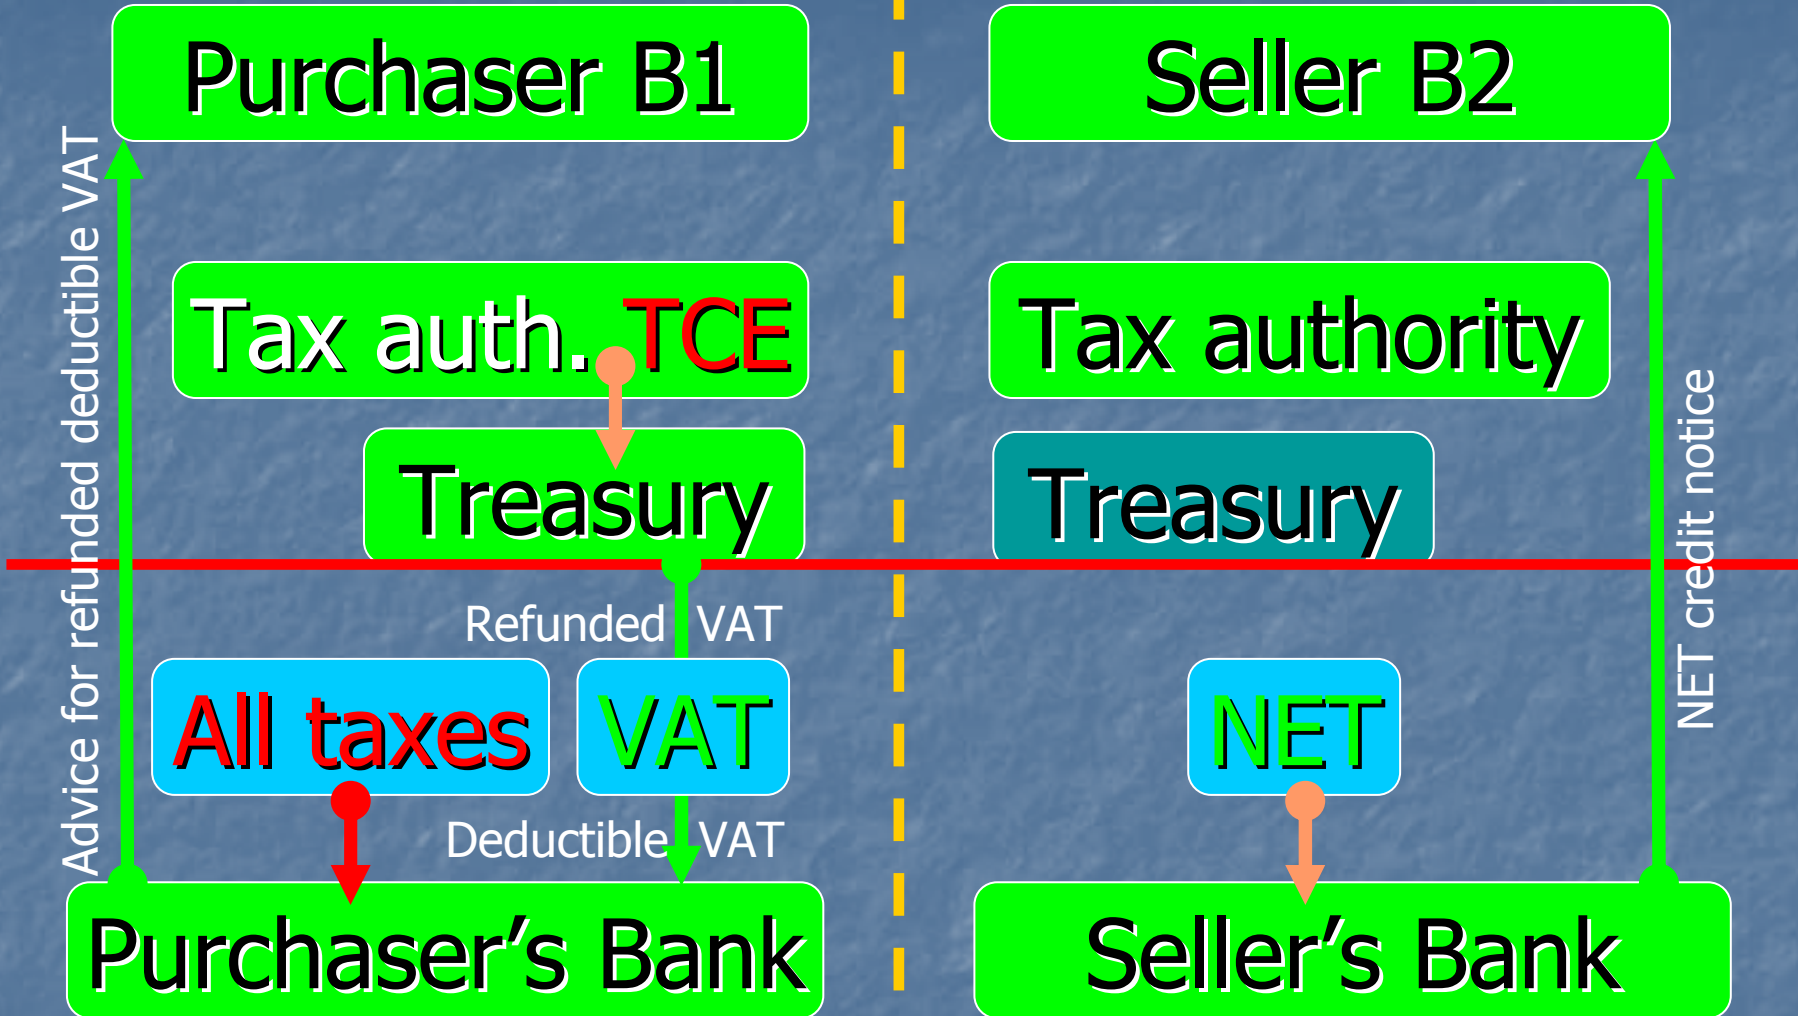 Purchaser B1
Seller B2
Advice for refunded deductible VAT
Tax auth. TCE
Tax authority
Treasury
Treasury
NET credit notice
Refunded VAT
All taxes
VAT
NET
Deductible VAT
Purchaser’s Bank
Seller’s Bank